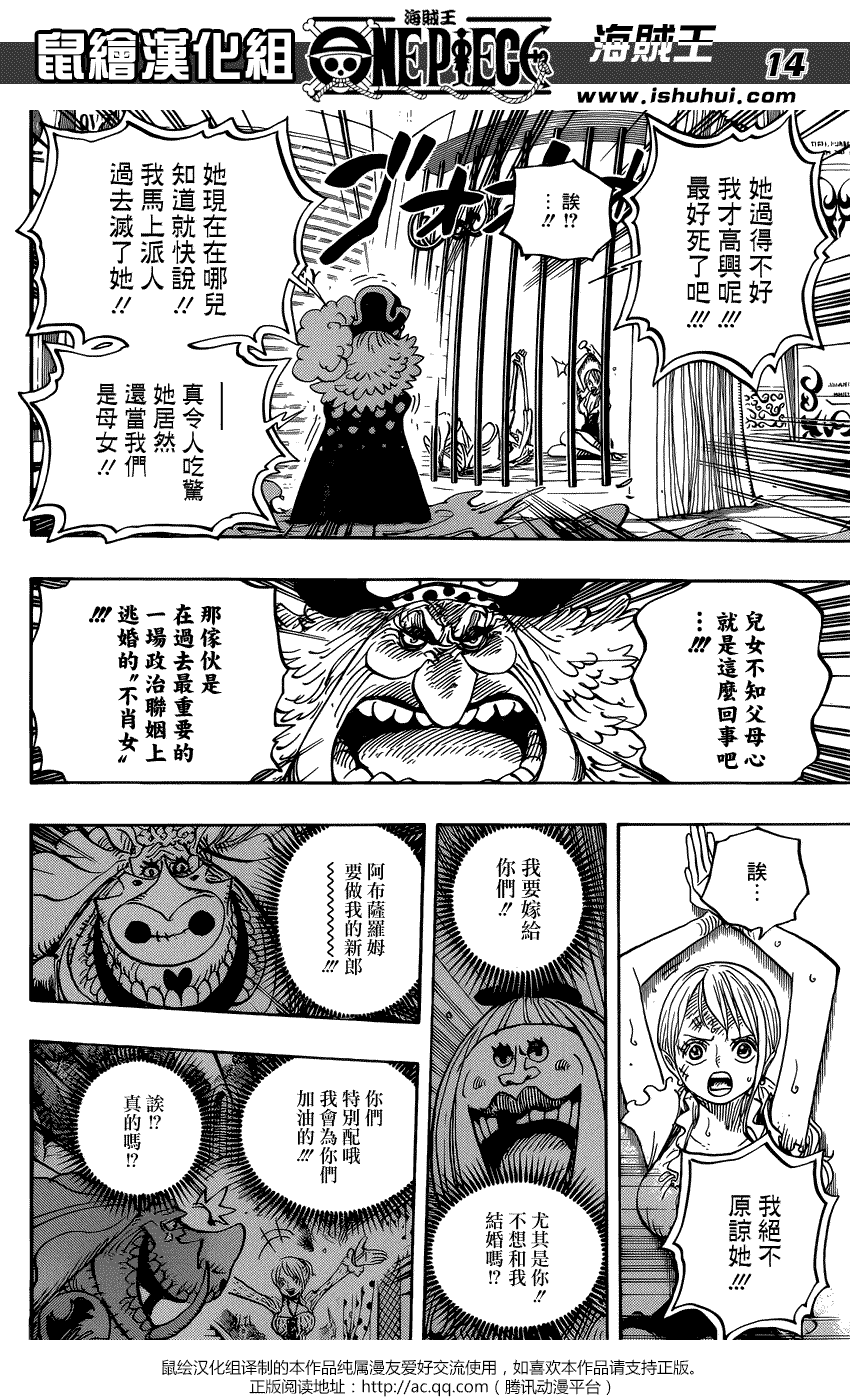 鼠繪漢化組
海賊王
ONE PIECE
海賊王
14
www.ishuhui.com
她過得不好
我才高興呢!!!
最好死了吧!!!
誒!?
…!!
ブオオオオ
她現在在哪兒
知道就快說!!
我馬上派人
過去滅了她!!
——
真令人吃驚
她居然
還當我們
是母女!!
兒女不知父母心
就是這麼回事吧
…!!!
那傢伙是
在過去最重要的
一場政治聯姻上
逃婚的"不肖女"
!!!
誒…
我絕不
原諒她!!!
我要嫁給
你們!!
尤其是你!!
不想和我
結婚嗎!?
阿布薩羅姆
要做我的新郎
~~~~!!!
你們
特別配哦
我會為你們
加油的!!!
誒!?
真的嗎!?
鼠绘汉化组译制的本作品纯属漫友爱好交流使用，如喜欢本作品请支持正版。
正版阅读地址：http://ac.qq.com（腾讯动漫平台）